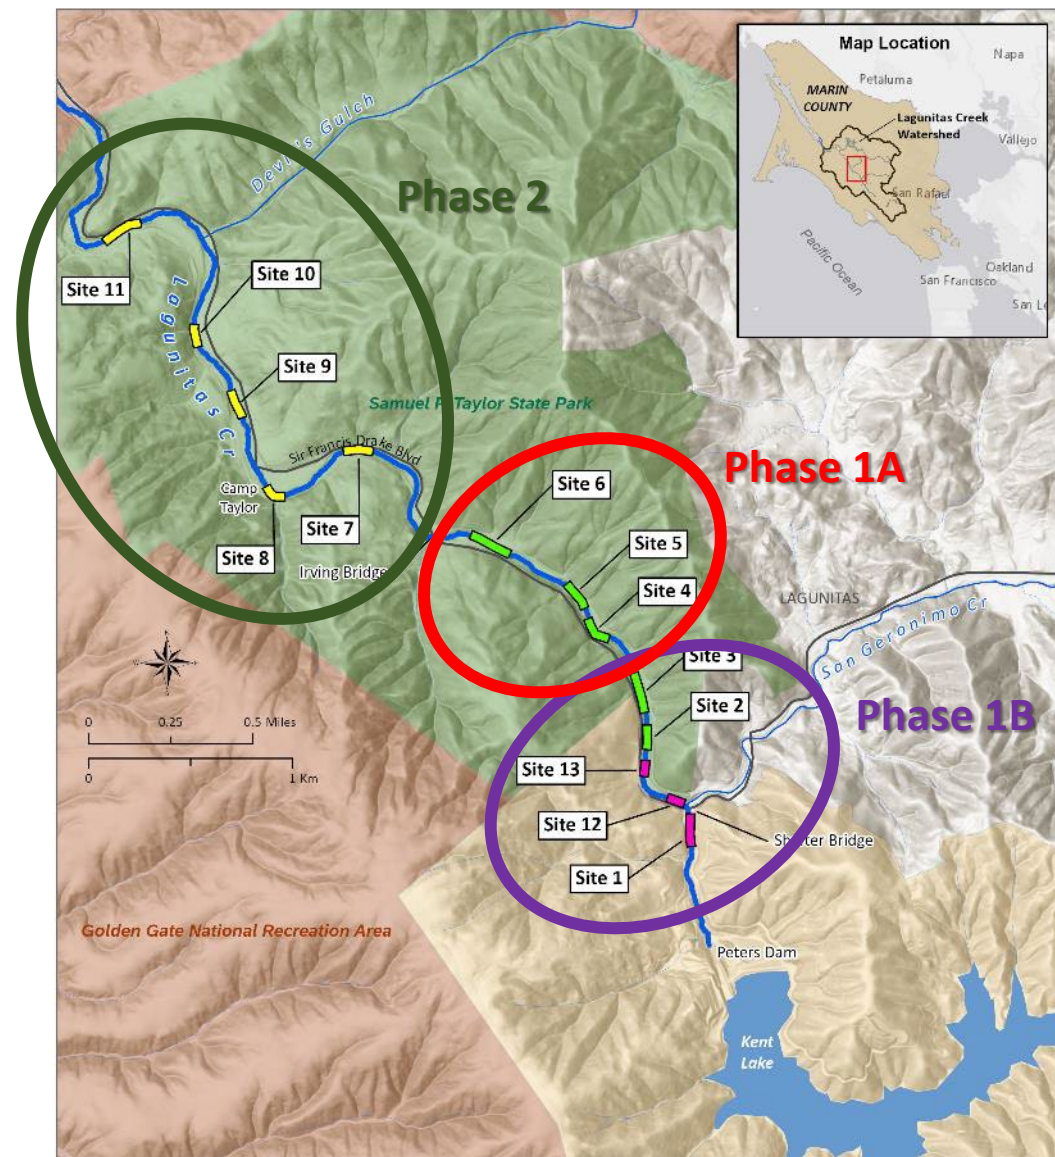 Map Location
Napa
Petaluma
MARIN
COUNTY
Lagunitas Creek
Watershed
Vallejo
San Rafael
Pacific Ocean
Oakland
San Francisco
San Le
Devil's Gulch
Phase 2
Site 11
Site 10
Lagunitas Cr
Site 9
Samuel P Taylor State Park
Sir Francis Drake Blvd
Phase 1A
Camp
Taylor
Site 6
Site 7
Site 5
Site 8
Irving Bridge
Site 4
LAGUNITAS
San Geronimo Cr
Site 3
Site 2
Phase 1B
0
0.25
0.5 Miles
0
1 Km
Site 13
Site 12
Shafter Bridge
Site 1
Golden Gate National Recreation Area
Peters Dam
Kent
Lake